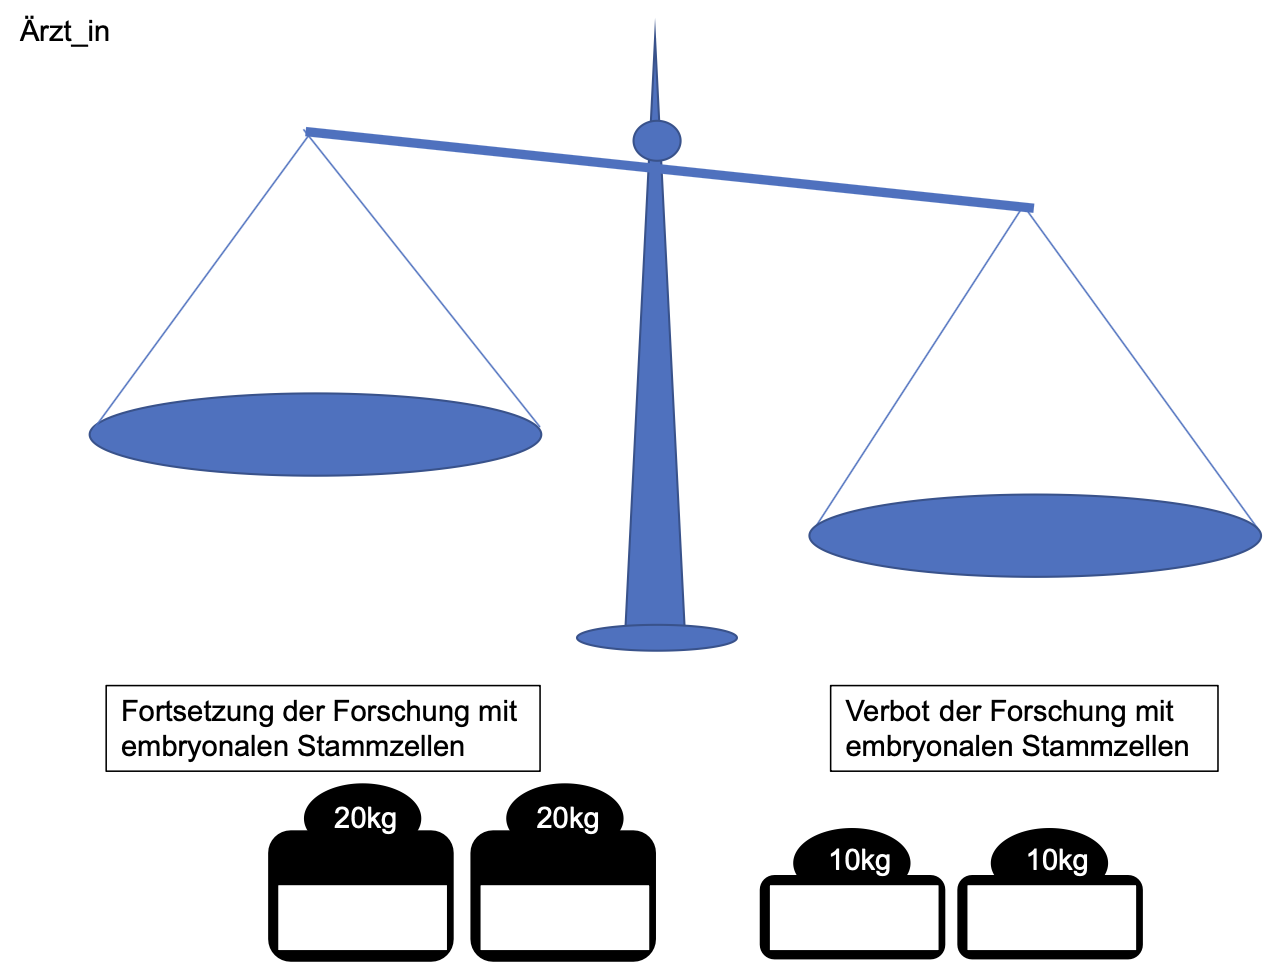 Ärzt_in
Fortsetzung der Forschung mit
embryonalen Stammzellen
Verbot der Forschung mit
embryonalen Stammzellen
20kg
20kg
10kg
10kg